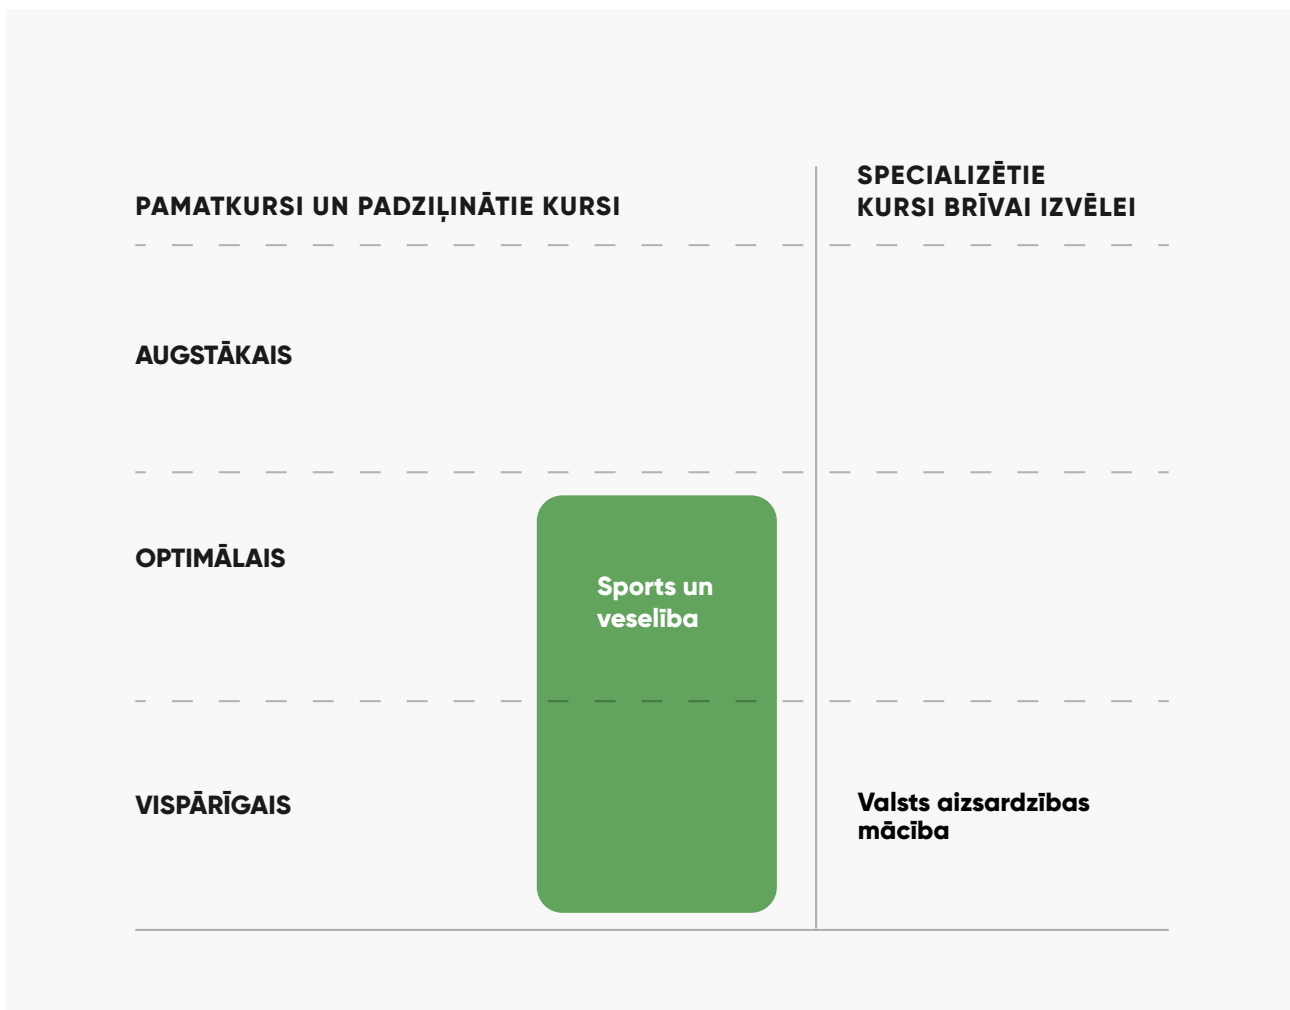 PAMATKURSI UN PADZIĻINĀTIE KURSI
SPECIALIZĒTIE
KURSI BRĪVAI IZVĒLEI
AUGSTĀKAIS
OPTIMĀLAIS
Sports un
veselība
VISPĀRĪGAIS
Valsts aizsardzības
mācība